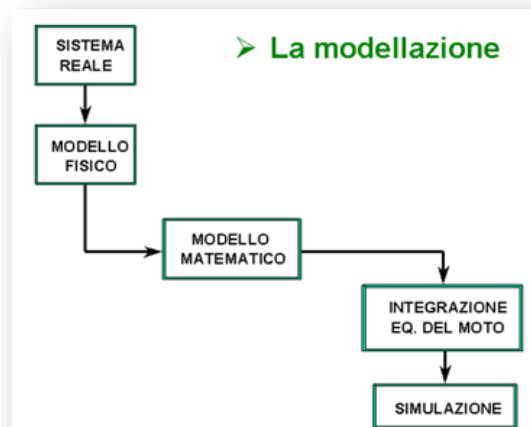 ➢ La modellazione
SISTEMA
REALE
MODELLO
FISICO
MODELLO
MATEMATICO
INTEGRAZIONE
EQ. DEL MOTO
SIMULAZIONE